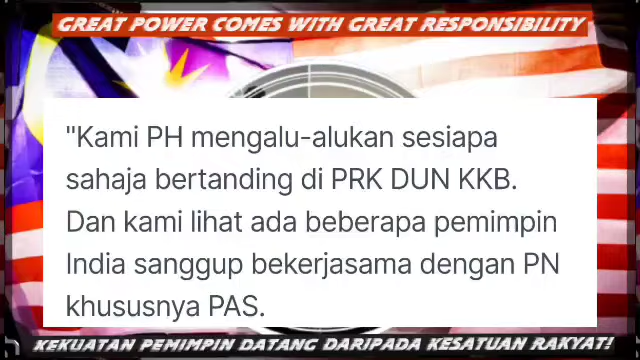 GREAT POWER COMES WITH GREAT RESPONSIBILITY
"Kami PH mengalu-alukan sesiapa
sahaja bertanding di PRK DUN KKB.
Dan kami lihat ada beberapa pemimpin
India sanggup bekerjasama dengan PN
khususnya PAS.
KEKUATAN PEMIMPIN DATANG DARIPADA KESATUAN RAKYAT!